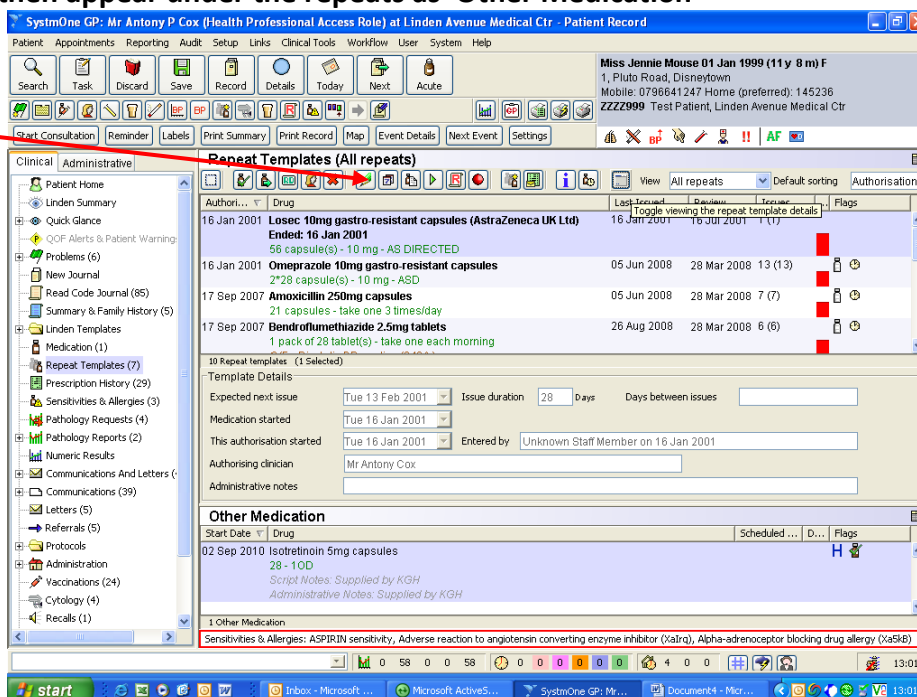 then appear under the repeats as 'Other Medication'
SystmOne GP: Mr Antony P Cox (Health Professional Access Role) at Linden Avenue Medical Ctr - Patient Record
Patient Appointments Reporting Audit Setup Links Clinical Tools Workflow User System Help
Search Task Discard Save Record Details Today Next Acute
Miss Jennie Mouse 01 Jan 1999 (11 y 8 m) F
1, Pluto Road, Disneytown
Mobile: 0796641247 Home (preferred): 145236
ZZZZ999 Test Patient, Linden Avenue Medical Ctr
Start Consultation Reminder Labels Print Summary Print Record Map Event Details Next Event Settings
AF
Clinical Administrative
Patient Home
Linden Summary
Quick Glance
QOF Alerts & Patient Warning
Problems (6)
New Journal
Read Code Journal (85)
Summary & Family History (5)
Linden Templates
Medication (1)
Repeat Templates (7)
Prescription History (29)
Sensitivities & Allergies (3)
Pathology Requests (4)
Pathology Reports (2)
Numeric Results
Communications And Letters (
Communications (39)
Letters (5)
Referrals (5)
Protocols
Administration
Vaccinations (24)
Cytology (4)
Recalls (1)
Repeat Templates (All repeats)
View All repeats Default sorting Authorisation
Authori... Drug Last Issued Review Issues ... Flags
Toggle viewing the repeat template details
16 Jan 2001 Losec 10mg gastro-resistant capsules (AstraZeneca UK Ltd) 16 Jan 2001 16 Jul 2001 1 (1)
Ended: 16 Jan 2001
56 capsule(s) - 10 mg - AS DIRECTED
16 Jan 2001 Omeprazole 10mg gastro-resistant capsules 05 Jun 2008 28 Mar 2008 13 (13)
2*28 capsule(s) - 10 mg - ASD
17 Sep 2007 Amoxicillin 250mg capsules 05 Jun 2008 28 Mar 2008 7 (7)
21 capsules - take one 3 times/day
17 Sep 2007 Bendroflumethiazide 2.5mg tablets 26 Aug 2008 28 Mar 2008 6 (6)
1 pack of 28 tablet(s) - take one each morning
10 Repeat templates (1 Selected)
Template Details
Expected next issue Tue 13 Feb 2001 Issue duration 28 Days Days between issues
Medication started Tue 16 Jan 2001
This authorisation started Tue 16 Jan 2001 Entered by Unknown Staff Member on 16 Jan 2001
Authorising clinician Mr Antony Cox
Administrative notes
Other Medication
Start Date Drug Scheduled ... D... Flags
02 Sep 2010 Isotretinoin 5mg capsules H
28 - 1OD
Script Notes: Supplied by KGH
Administrative Notes: Supplied by KGH
1 Other Medication
Sensitivities & Allergies: ASPIRIN sensitivity, Adverse reaction to angiotensin converting enzyme inhibitor (XaIrq), Alpha-adrenoceptor blocking drug allergy (Xa5kB)
0 58 0 0 58 0 0 0 0 0 0 4 0 0 13:01
start Inbox - Microsoft ... Microsoft ActiveS... SystmOne GP: Mr... Document4 - Micr... 13:01